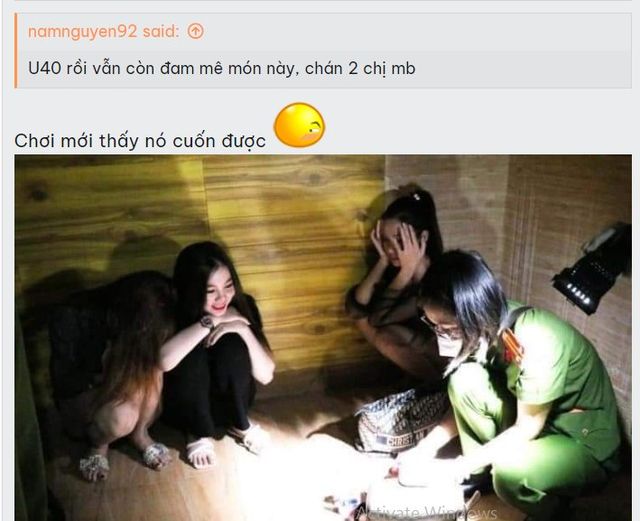 namnguyen92 said:
U40 rồi vẫn còn đam mê món này, chán 2 chị mb
Chơi mới thấy nó cuốn được
CHRIST
Activate Windows